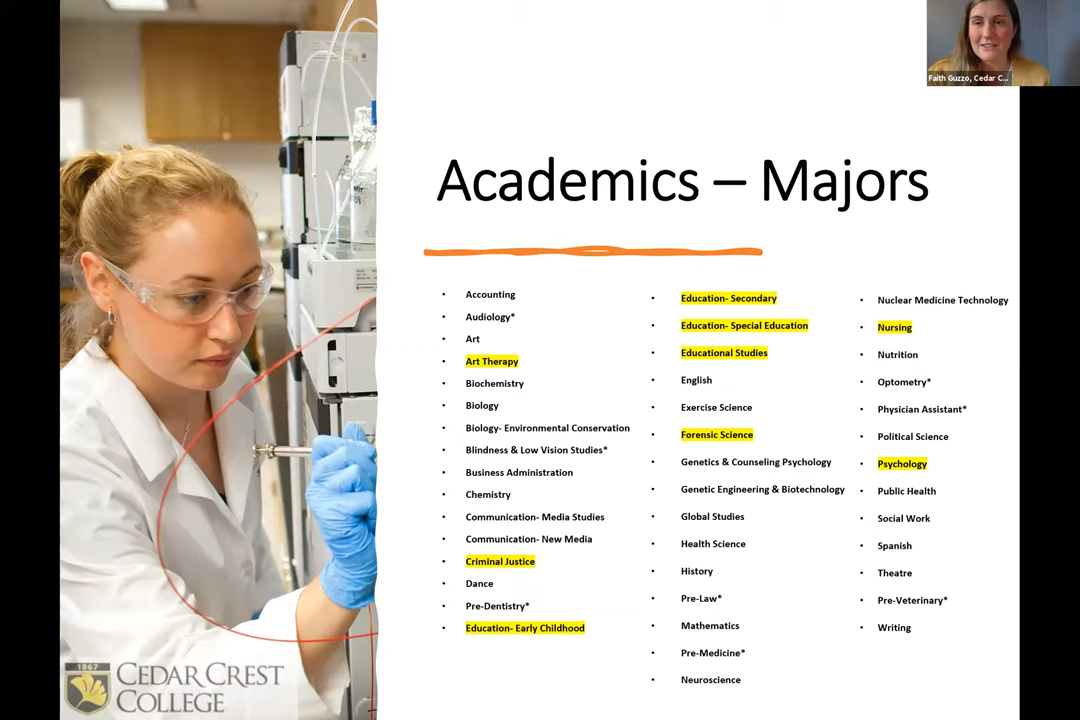 Faith Guzzo, Cedar C...
Academics – Majors
Accounting
Audiology*
Art
Art Therapy
Biochemistry
Biology
Biology- Environmental Conservation
Blindness & Low Vision Studies*
Business Administration
Chemistry
Communication- Media Studies
Communication- New Media
Criminal Justice
Dance
Pre-Dentistry*
Education- Early Childhood
Education- Secondary
Education- Special Education
Educational Studies
English
Exercise Science
Forensic Science
Genetics & Counseling Psychology
Genetic Engineering & Biotechnology
Global Studies
Health Science
History
Pre-Law*
Mathematics
Pre-Medicine*
Neuroscience
Nuclear Medicine Technology
Nursing
Nutrition
Optometry*
Physician Assistant*
Political Science
Psychology
Public Health
Social Work
Spanish
Theatre
Pre-Veterinary*
Writing
1867
CEDAR CREST
COLLEGE